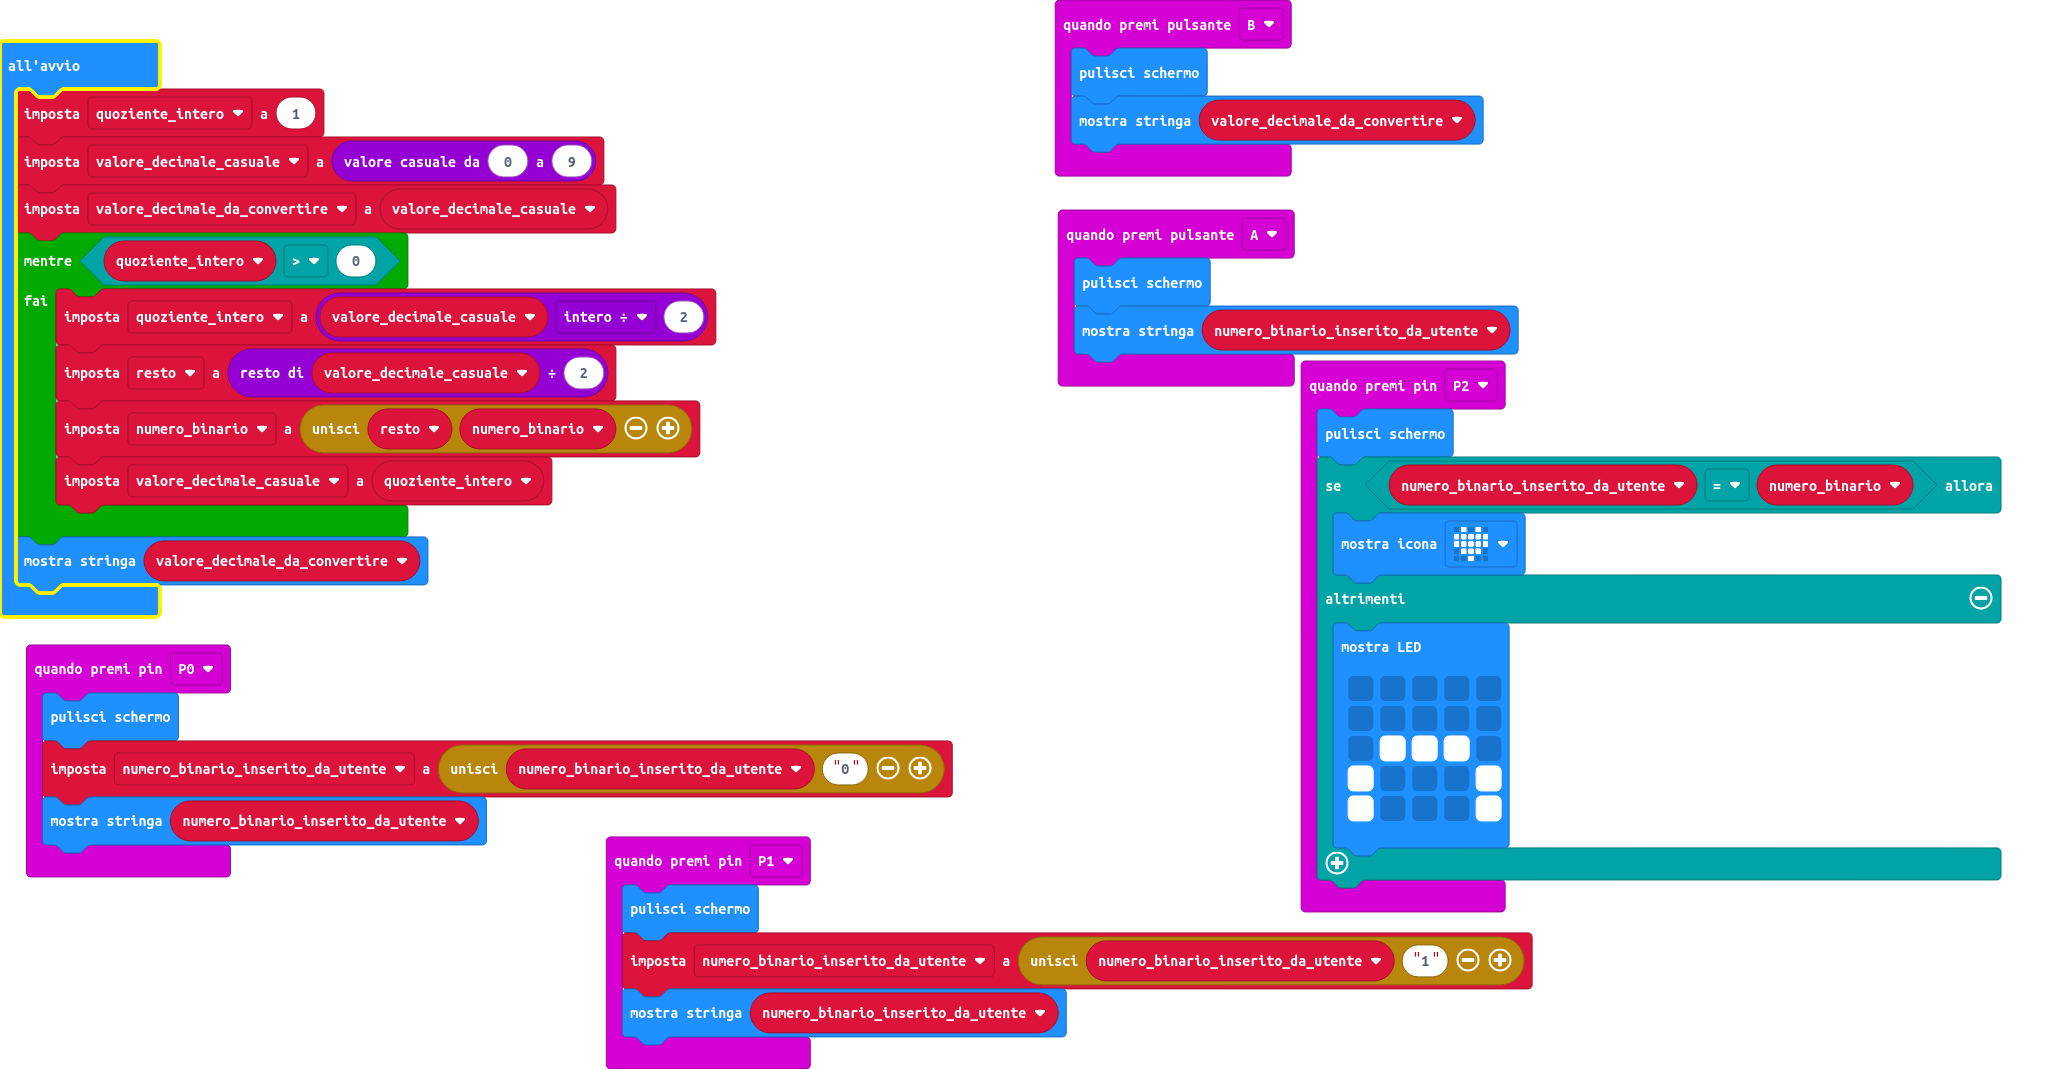 all'avvio
imposta quoziente_intero a 1
imposta valore_decimale_casuale a valore casuale da 0 a 9
imposta valore_decimale_da_convertire a valore_decimale_casuale
mentre quoziente_intero > 0
fai
imposta quoziente_intero a valore_decimale_casuale intero ÷ 2
imposta resto a resto di valore_decimale_casuale ÷ 2
imposta numero_binario a unisci resto numero_binario
imposta valore_decimale_casuale a quoziente_intero
mostra stringa valore_decimale_da_convertire
quando premi pin P0
pulisci schermo
imposta numero_binario_inserito_da_utente a unisci numero_binario_inserito_da_utente "0"
mostra stringa numero_binario_inserito_da_utente
quando premi pin P1
pulisci schermo
imposta numero_binario_inserito_da_utente a unisci numero_binario_inserito_da_utente "1"
mostra stringa numero_binario_inserito_da_utente
quando premi pulsante B
pulisci schermo
mostra stringa valore_decimale_da_convertire
quando premi pulsante A
pulisci schermo
mostra stringa numero_binario_inserito_da_utente
quando premi pin P2
pulisci schermo
se numero_binario_inserito_da_utente = numero_binario allora
mostra icona
altrimenti
mostra LED